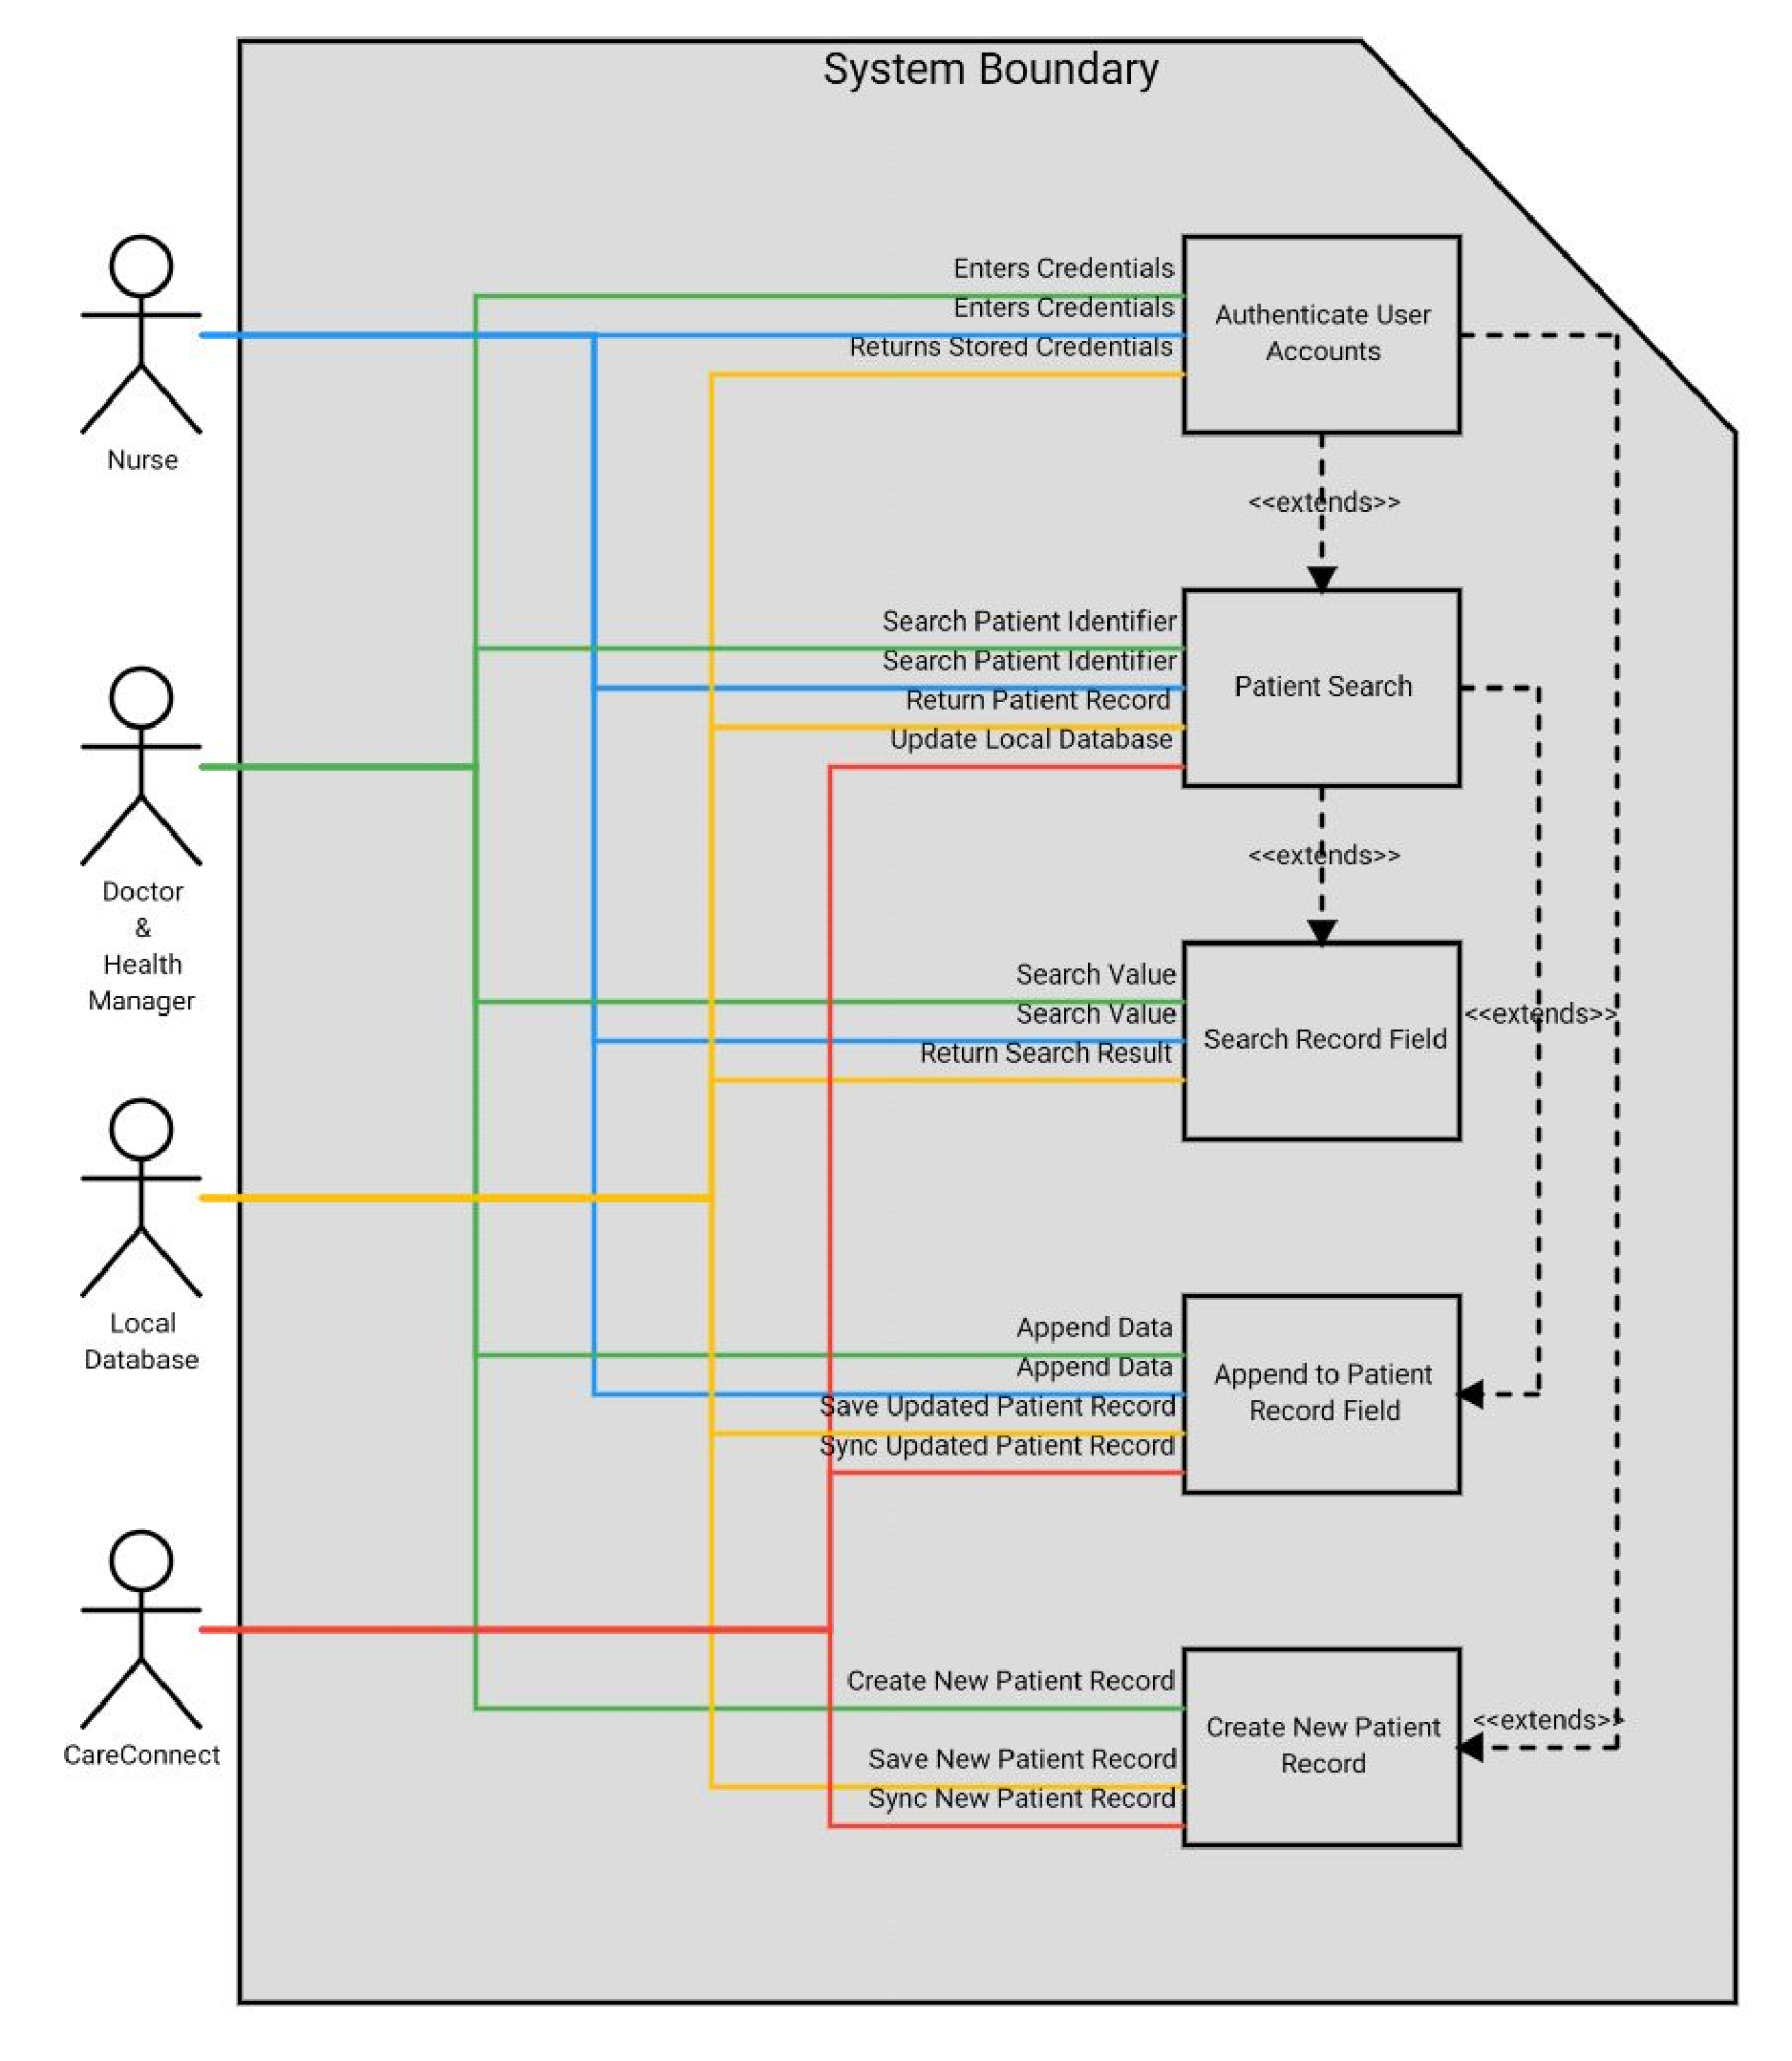 System Boundary
Enters Credentials
Enters Credentials
Returns Stored Credentials
Authenticate User
Accounts
Nurse
<<extends>>
Search Patient Identifier
Search Patient Identifier
Return Patient Record
Update Local Database
Patient Search
Doctor
&
Health
Manager
<<extends>>
Search Value
Search Value
Return Search Result
Search Record Field
<<extends>>
Local
Database
Append Data
Append Data
Save Updated Patient Record
Sync Updated Patient Record
Append to Patient
Record Field
CareConnect
Create New Patient Record
Save New Patient Record
Sync New Patient Record
Create New Patient
Record
<<extends>>